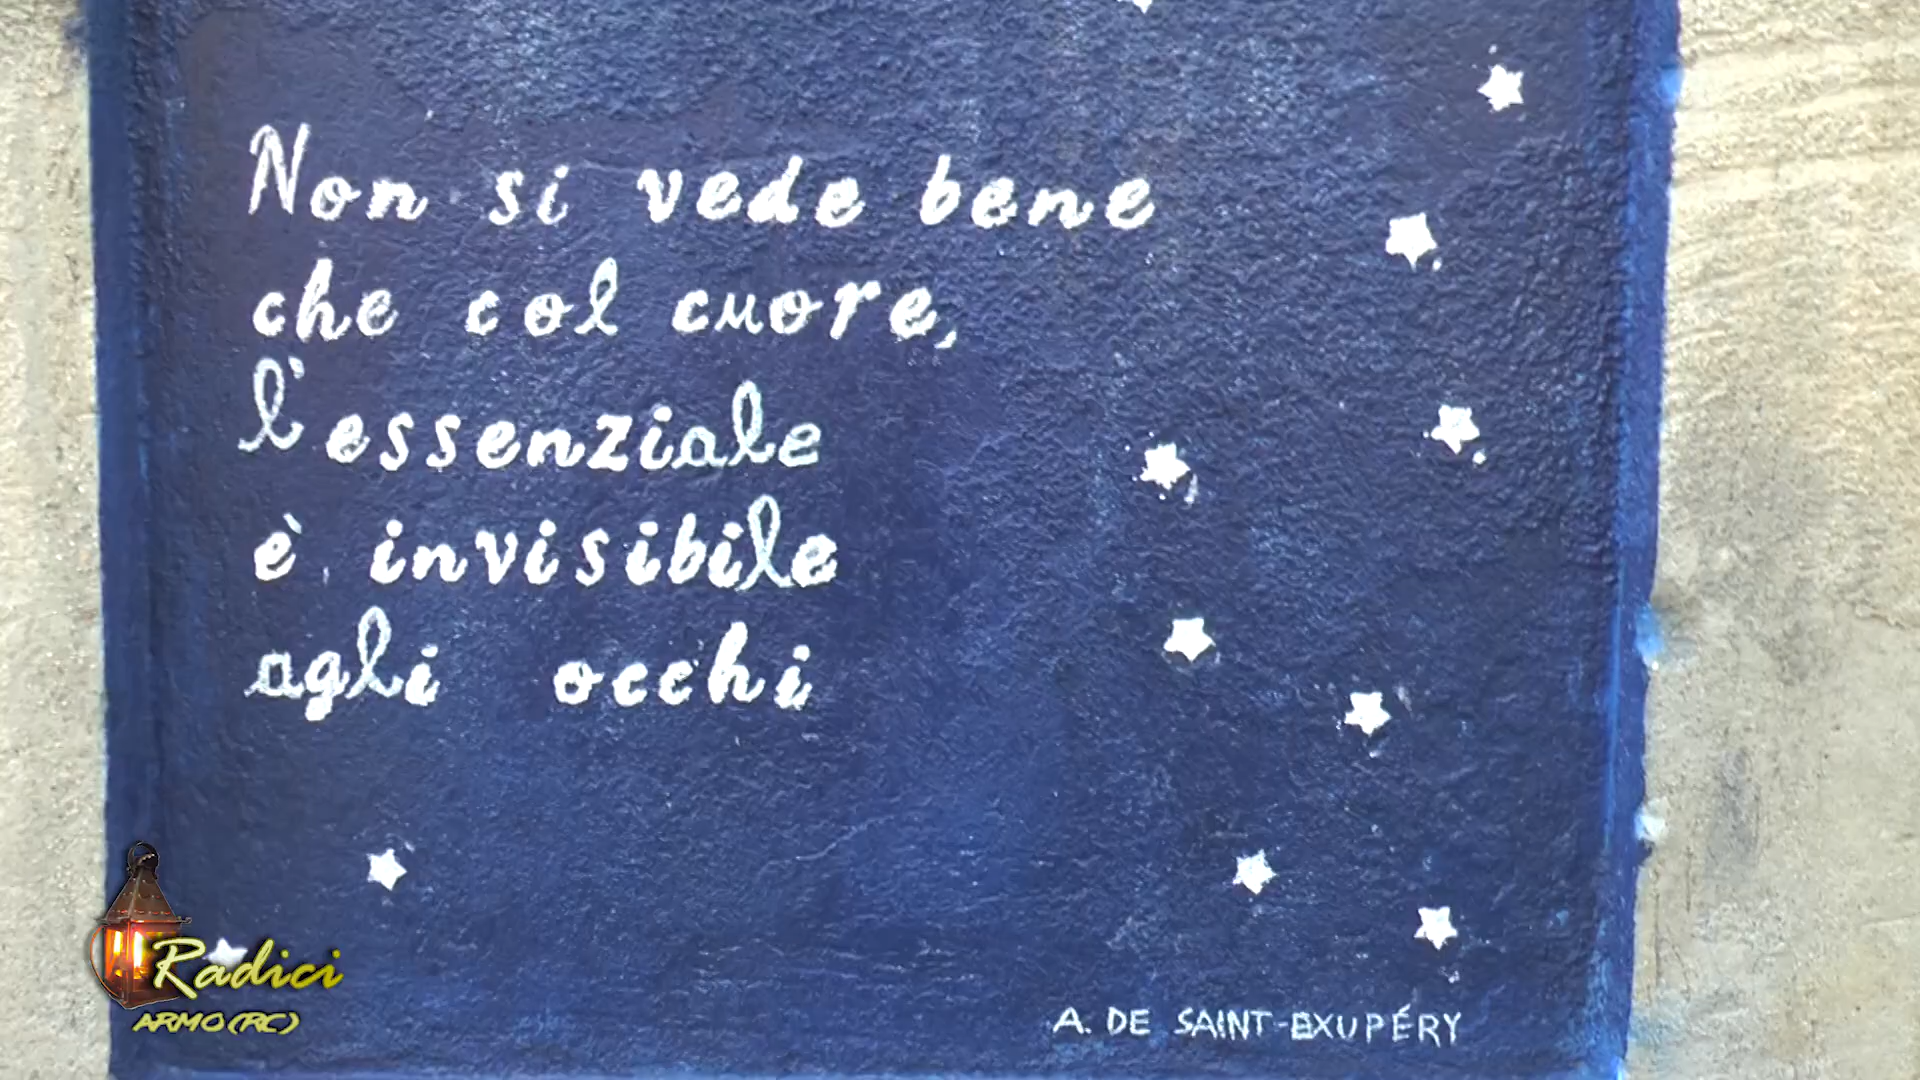 Non si vede bene
che col cuore,
l'essenziale
è invisibile
agli occhi
A. DE SAINT-EXUPÉRY
Radici
ARMO (RC)